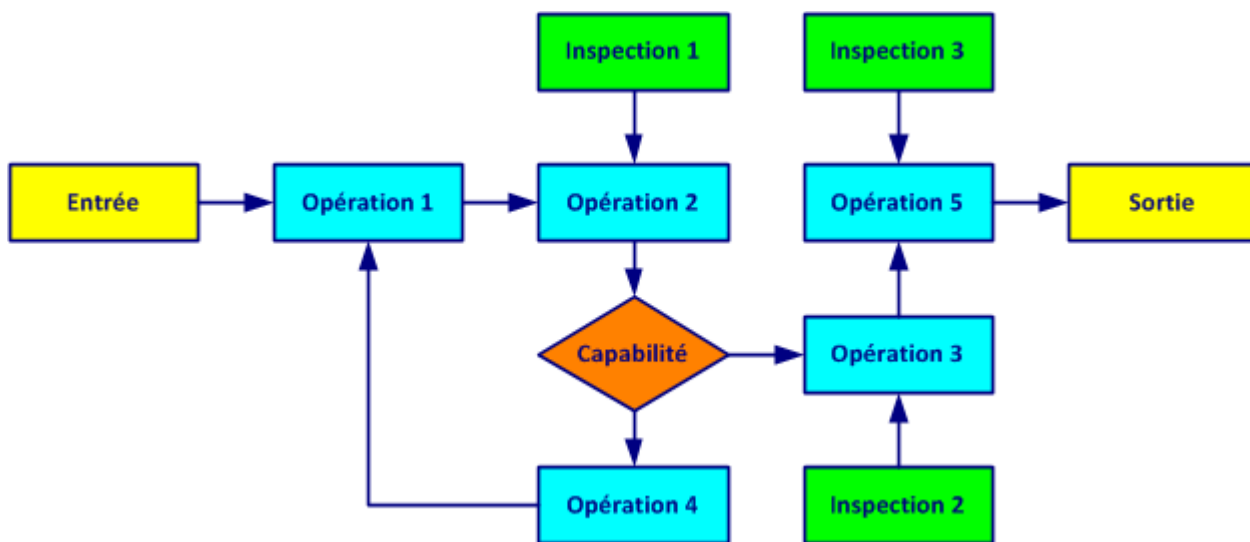 Inspection 1
Inspection 3
Entrée
Opération 1
Opération 2
Opération 5
Sortie
Capabilité
Opération 3
Opération 4
Inspection 2